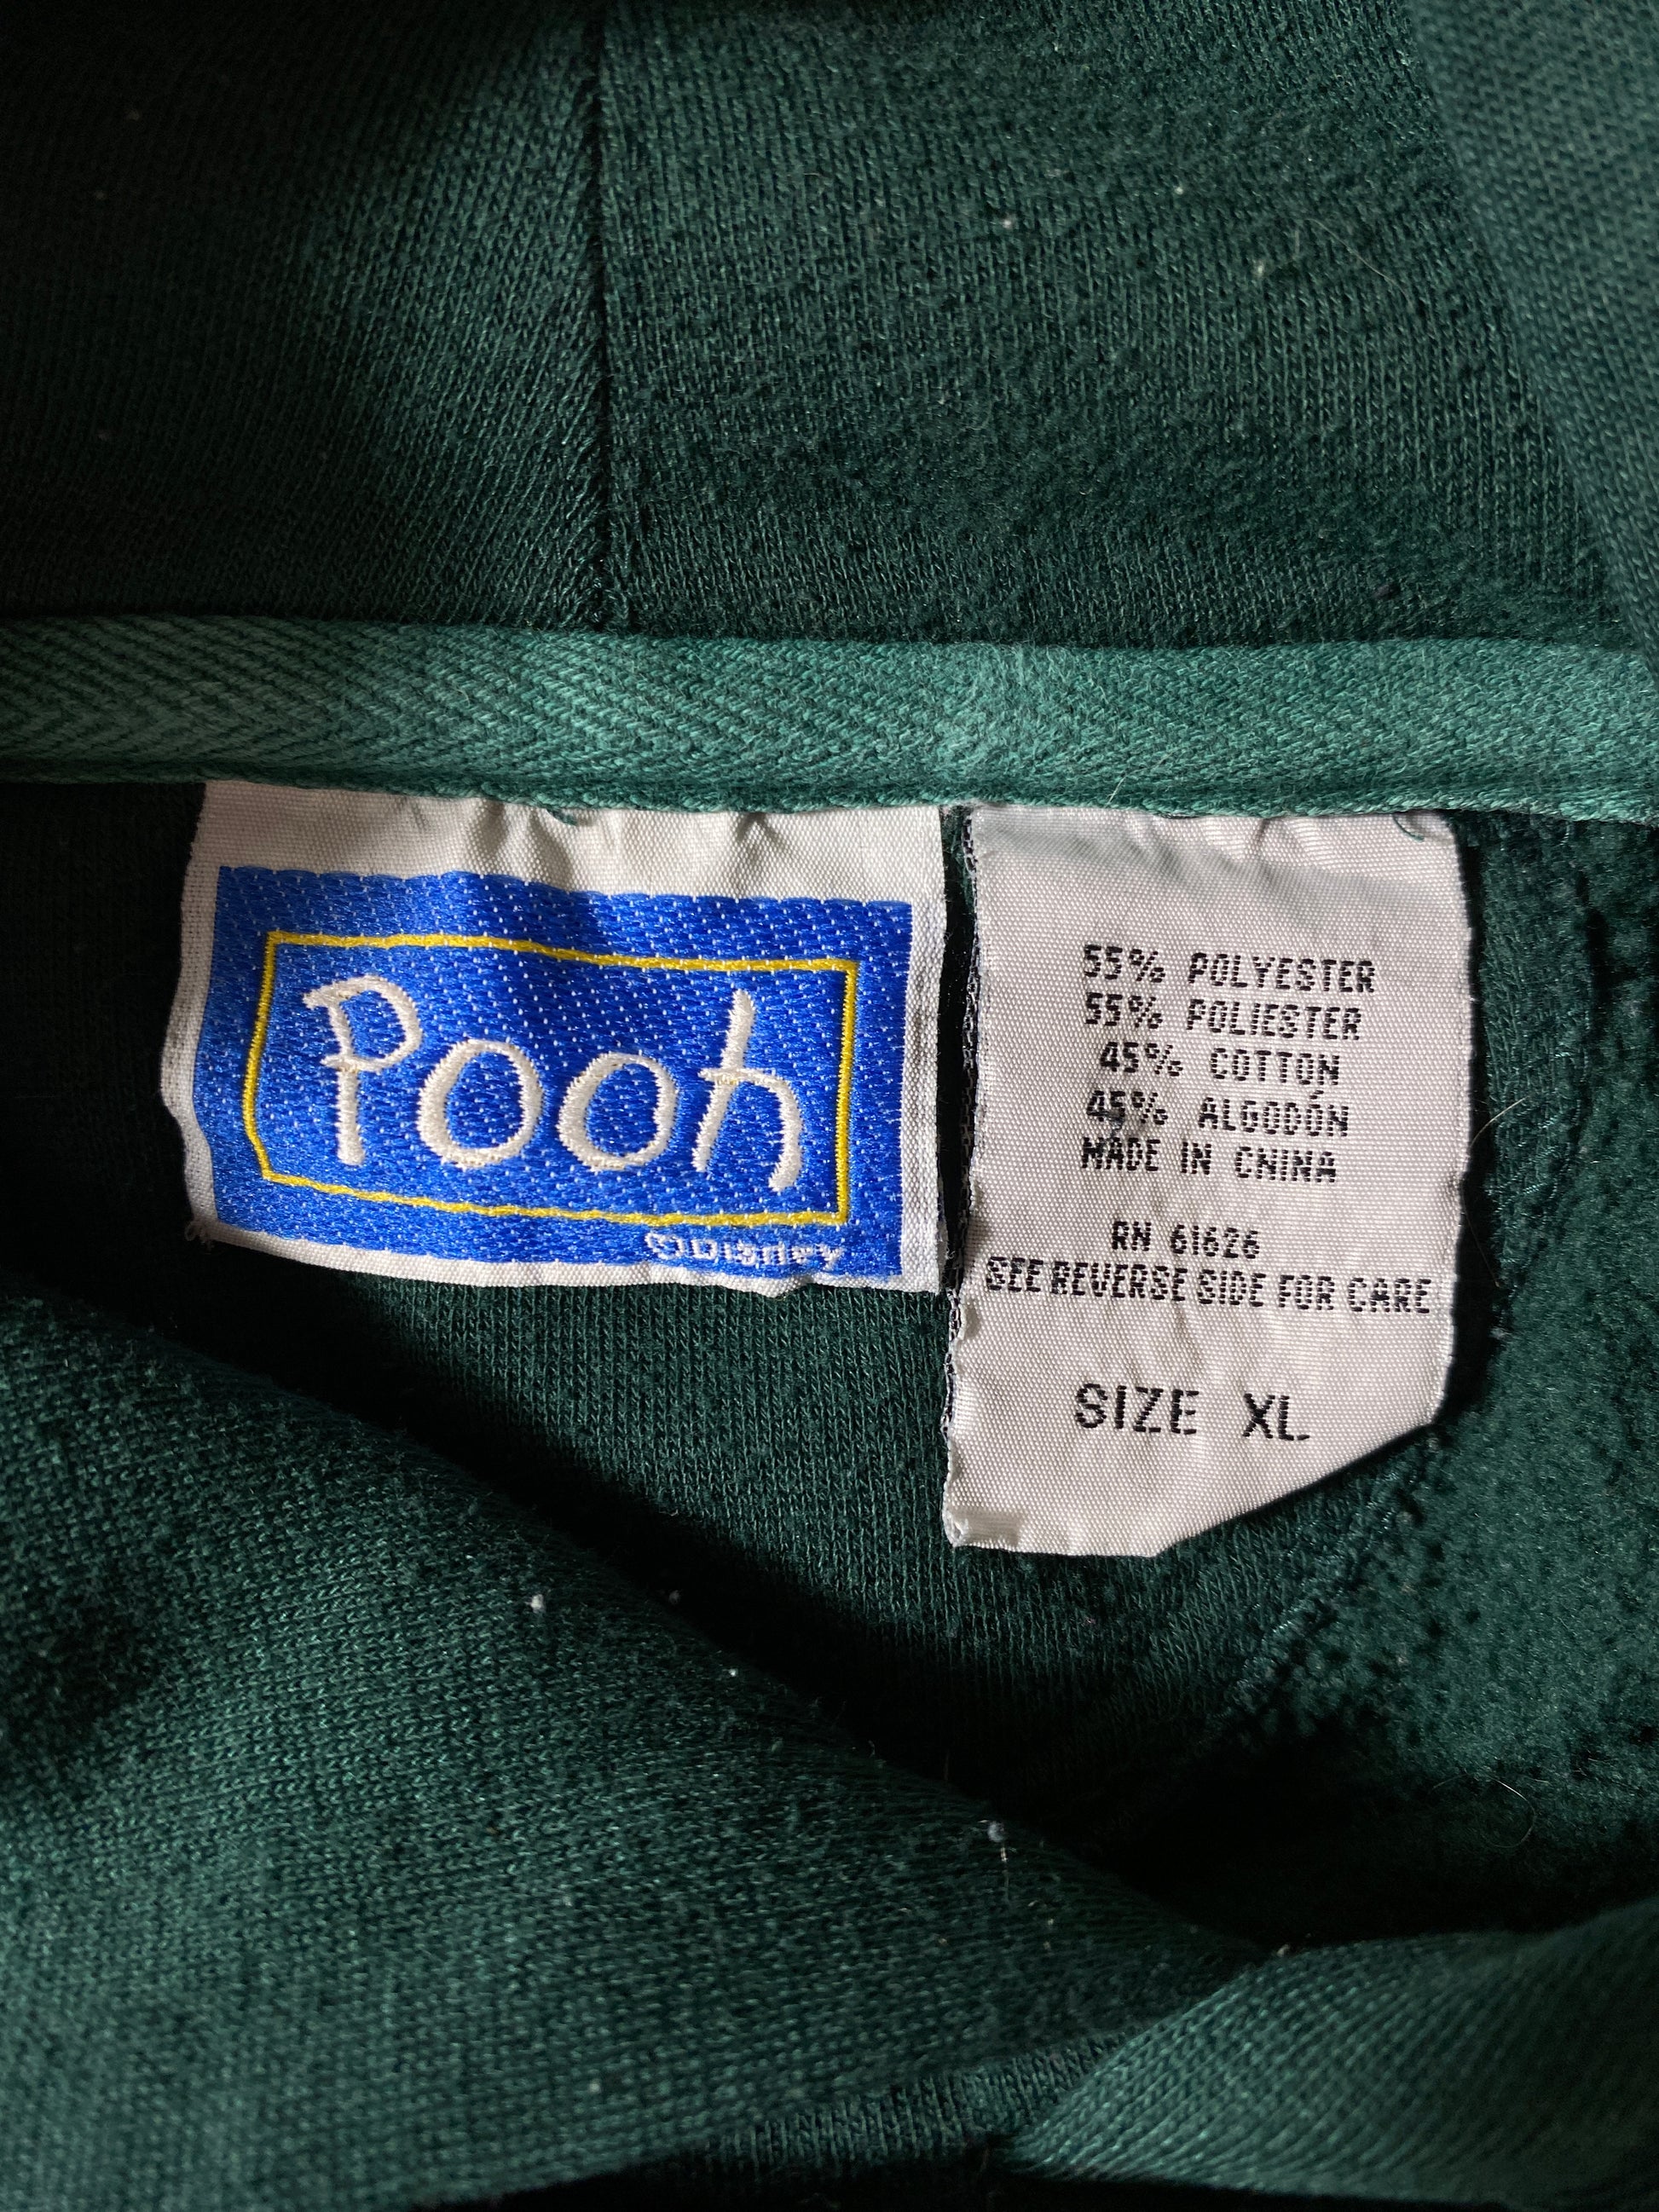 Pooh
© Disney
55% POLYESTER
55% POLIESTER
45% COTTON
45% ALGODÓN
MADE IN CHINA
RN 61626
SEE REVERSE SIDE FOR CARE
SIZE XL